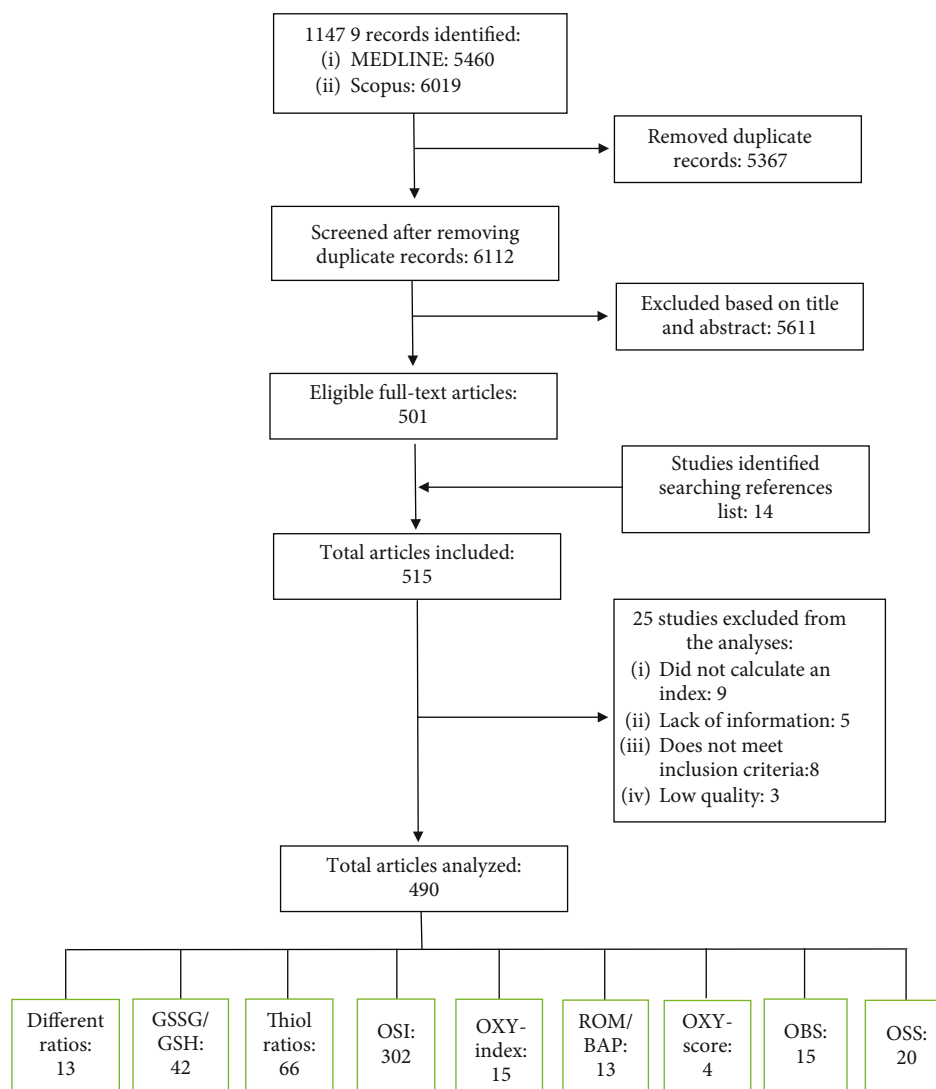 1147 9 records identified:
(i) MEDLINE: 5460
(ii) Scopus: 6019
Removed duplicate
records: 5367
Screened after removing
duplicate records: 6112
Excluded based on title
and abstract: 5611
Eligible full-text articles:
501
Studies identified
searching references
list: 14
Total articles included:
515
25 studies excluded from
the analyses:
(i) Did not calculate an
index: 9
(ii) Lack of information: 5
(iii) Does not meet
inclusion criteria:8
(iv) Low quality: 3
Total articles analyzed:
490
Different
ratios:
13
GSSG/
GSH:
42
Thiol
ratios:
66
OSI:
302
OXY-
index:
15
ROM/
BAP:
13
OXY-
score:
4
OBS:
15
OSS:
20